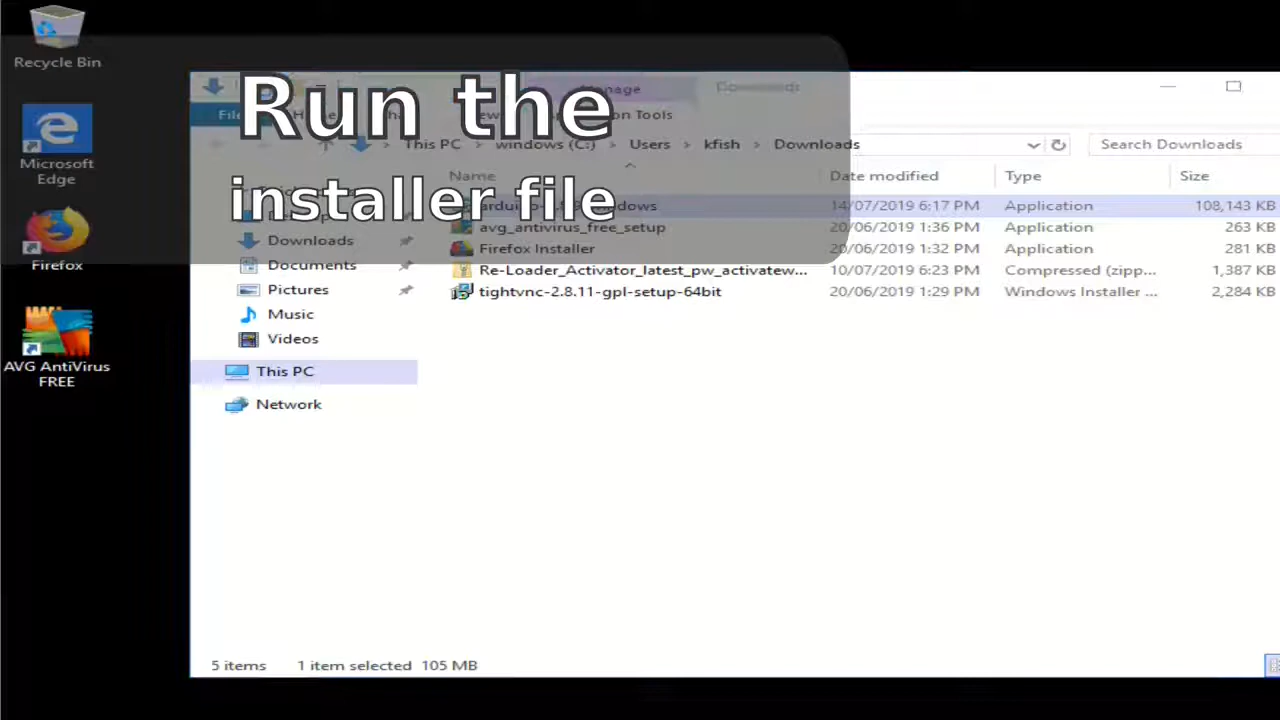 Recycle Bin
Microsoft
Edge
Firefox
AVG AntiVirus
FREE
Run the
installer file
Manage
Downloads
Tools
This PC > windows (C:) > Users > kfish > Downloads
Search Downloads
Name Date modified Type Size
14/07/2019 6:17 PM Application 108,143 KB
avg_antivirus_free_setup 20/06/2019 1:36 PM Application 263 KB
Firefox Installer 20/06/2019 1:32 PM Application 281 KB
Re-Loader_Activator_latest_pw_activatew... 10/07/2019 6:23 PM Compressed (zipp... 1,387 KB
tightvnc-2.8.11-gpl-setup-64bit 20/06/2019 1:29 PM Windows Installer ... 2,284 KB
Downloads
Documents
Pictures
Music
Videos
This PC
Network
5 items 1 item selected 105 MB